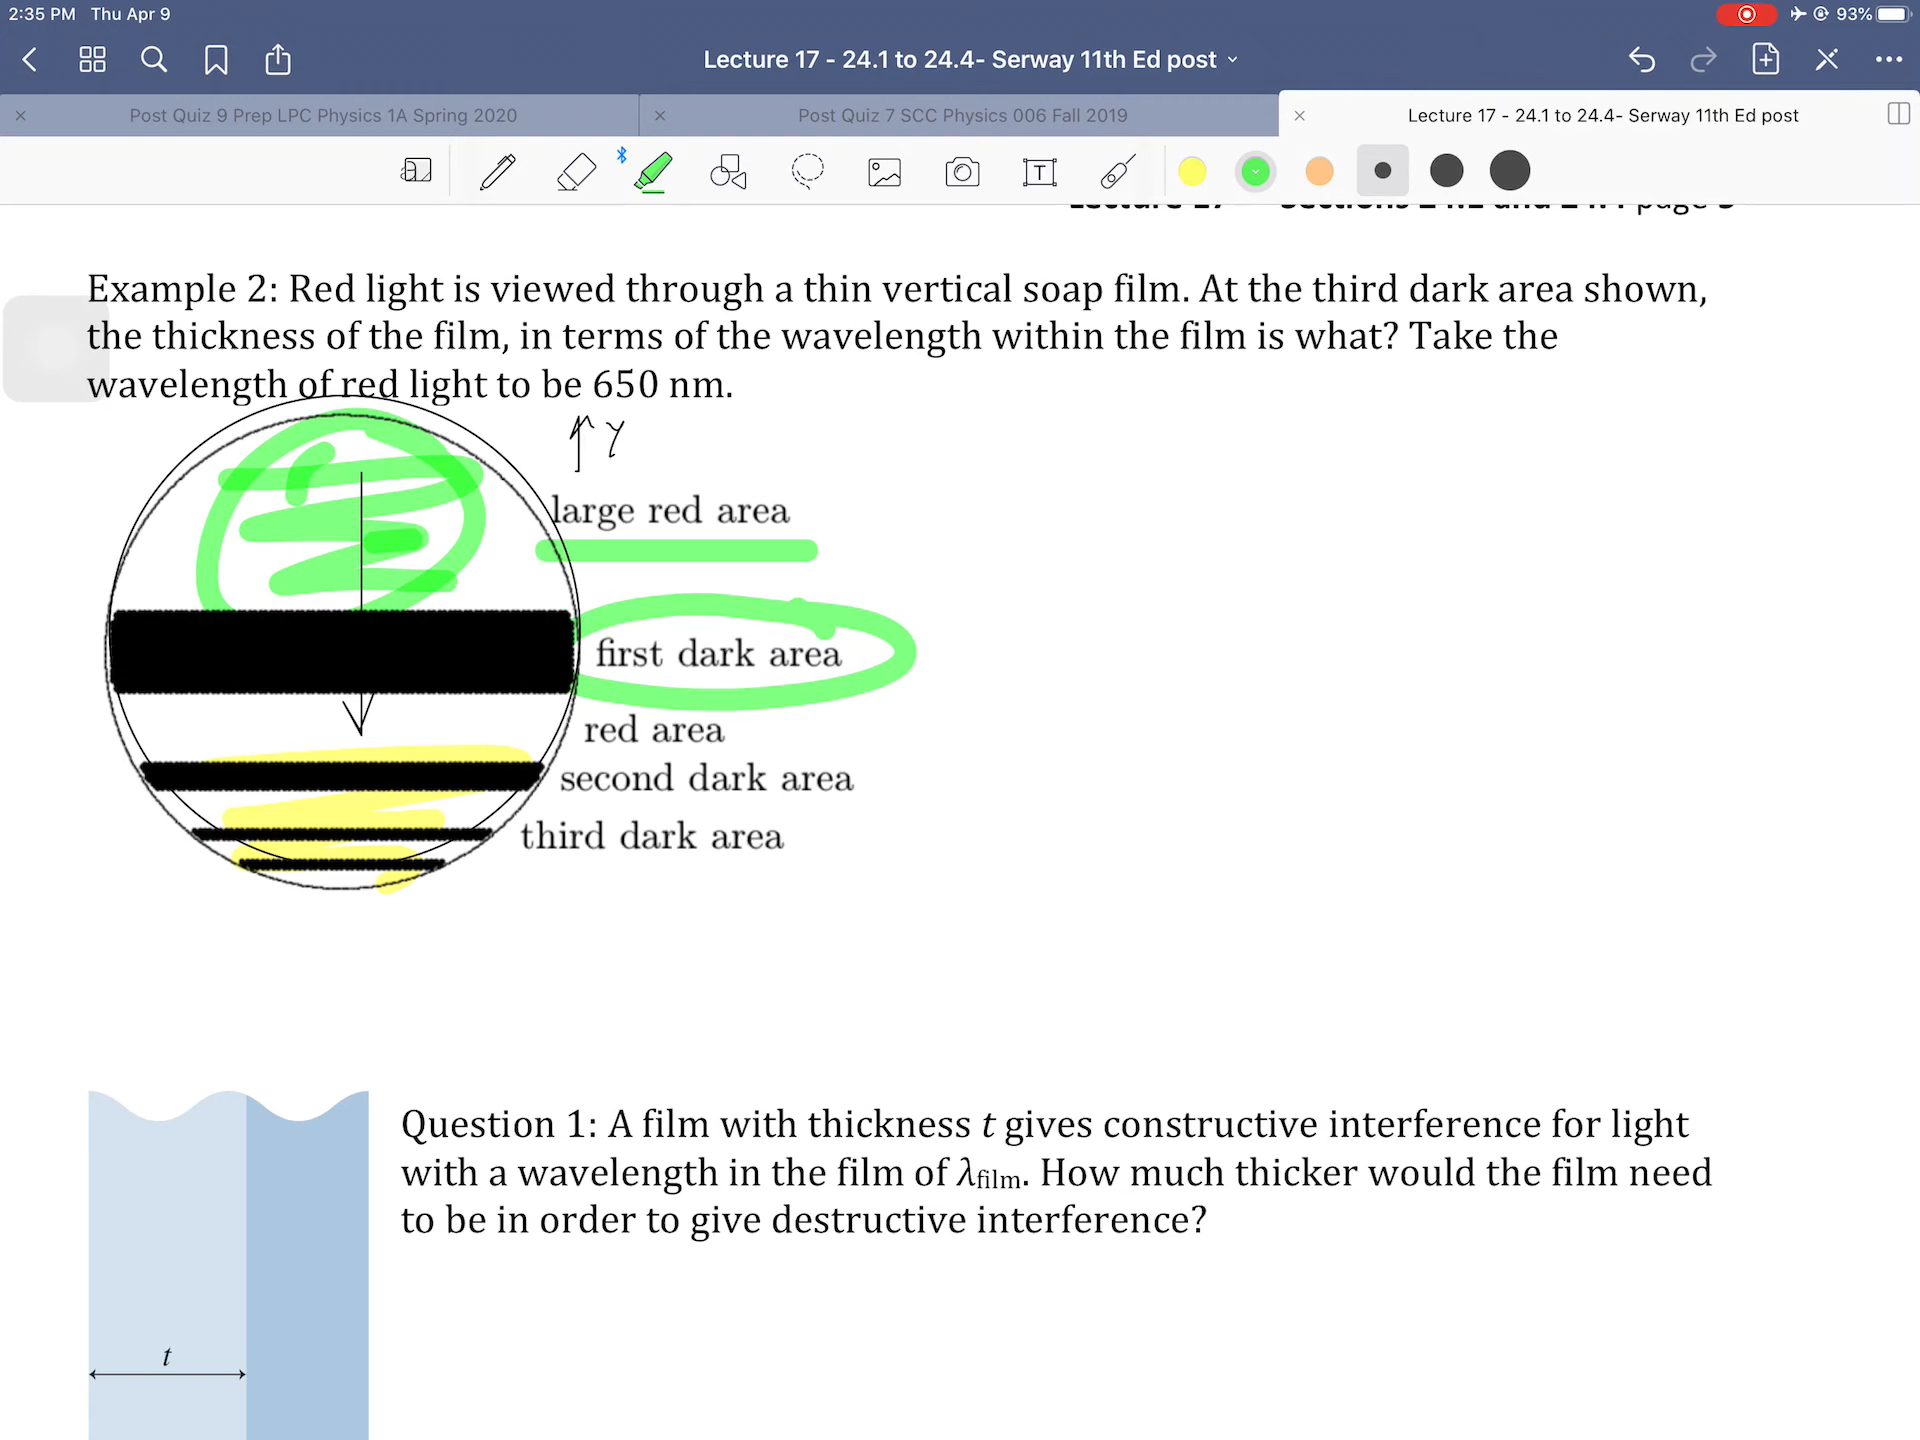 2:35 PM Thu Apr 9
93%
Lecture 17 - 24.1 to 24.4- Serway 11th Ed post
Post Quiz 9 Prep LPC Physics 1A Spring 2020
Post Quiz 7 SCC Physics 006 Fall 2019
Lecture 17 - 24.1 to 24.4- Serway 11th Ed post
Example 2: Red light is viewed through a thin vertical soap film. At the third dark area shown,
the thickness of the film, in terms of the wavelength within the film is what? Take the
wavelength of red light to be 650 nm.
Y
large red area
first dark area
red area
second dark area
third dark area
Question 1: A film with thickness t gives constructive interference for light
with a wavelength in the film of λfilm. How much thicker would the film need
to be in order to give destructive interference?
t